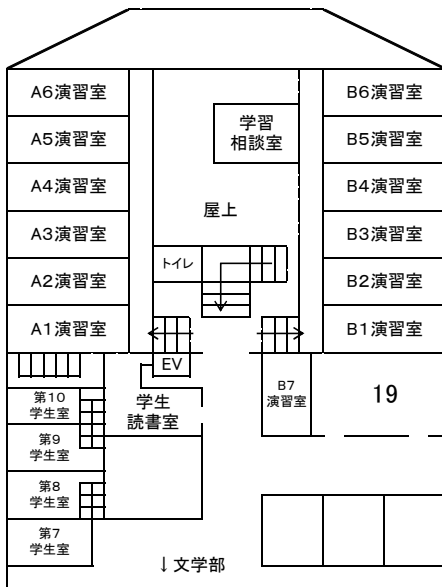 A6演習室
B6演習室
A5演習室
学習
相談室
B5演習室
A4演習室
B4演習室
屋上
A3演習室
B3演習室
トイレ
A2演習室
B2演習室
A1演習室
B1演習室
EV
B7
演習室
19
第10
学生室
学生
読書室
第9
学生室
第8
学生室
第7
学生室
↓文学部